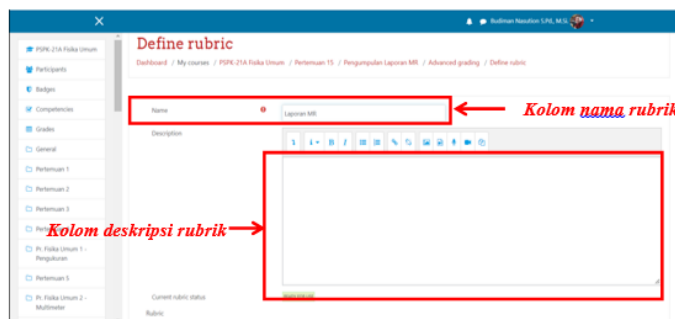 Budiman Nasution S.Pd., M.Si.
Define rubric
Dashboard / My courses / PSPK-21A Fisika Umum / Pertemuan 15 / Pengumpulan Laporan MR / Advanced grading / Define rubric
PSPK-21A Fisika Umum
Participants
Badges
Competencies
Grades
General
Pertemuan 1
Pertemuan 2
Pertemuan 3
Pr. Fisika Umum 1 -
Pengukuran
Pertemuan 5
Pr. Fisika Umum 2 -
Multimeter
Name
Laporan MR
Kolom nama rubrik
Description
Kolom deskripsi rubrik
Current rubric status
Rubric